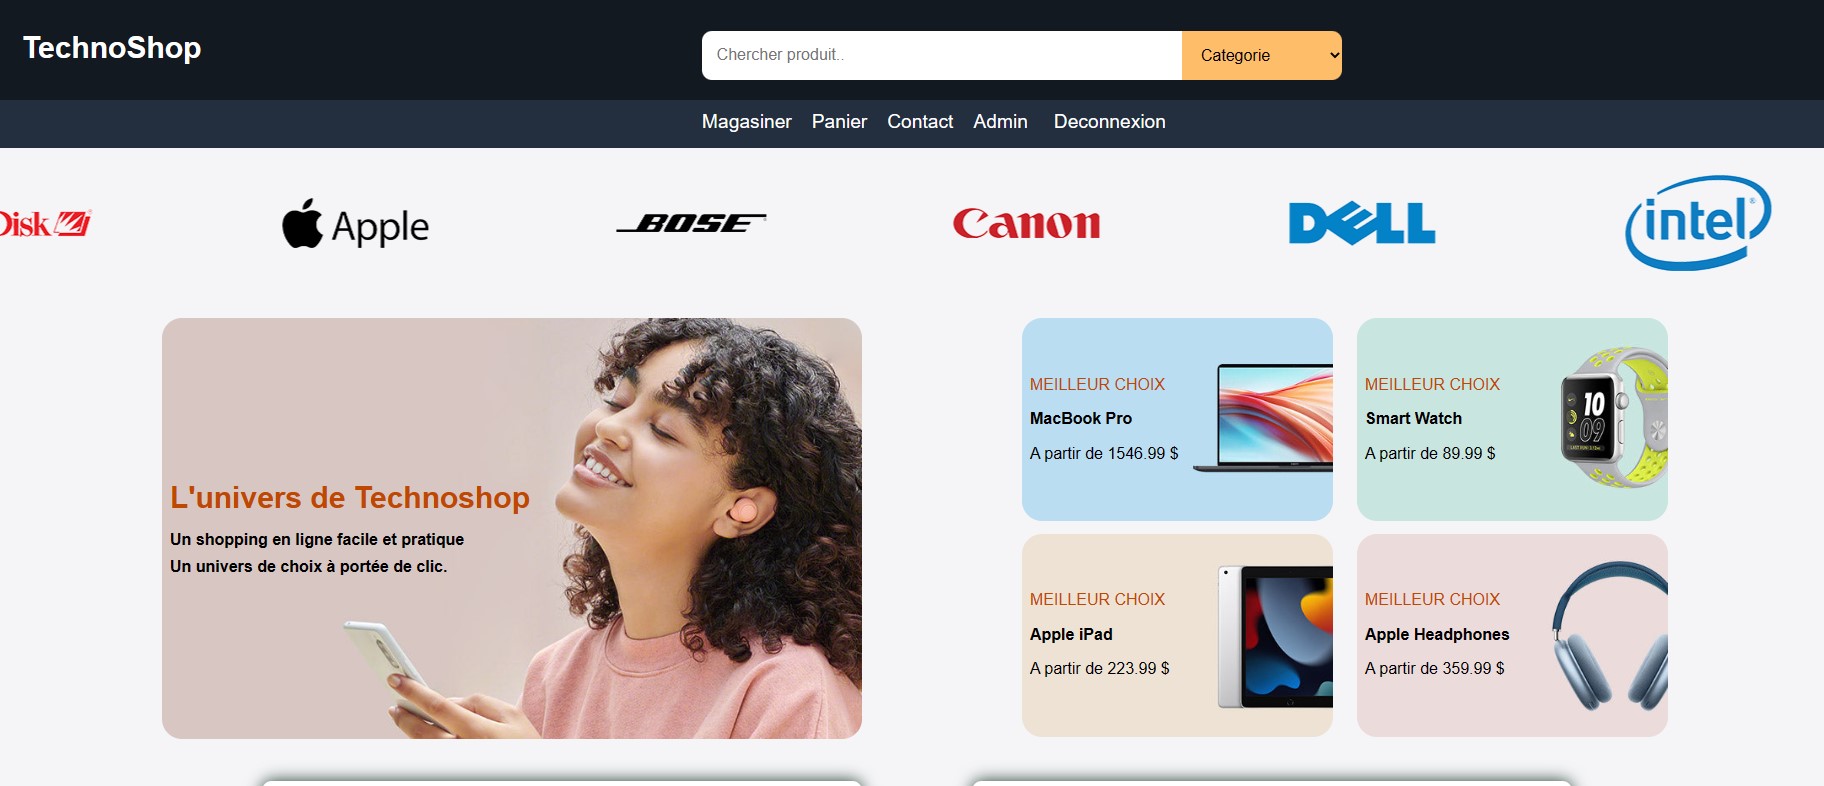 TechnoShop
Chercher produit..
Categorie
Magasiner Panier Contact Admin Deconnexion
Disk Apple BOSE Canon DELL intel
L'univers de Technoshop
Un shopping en ligne facile et pratique
Un univers de choix à portée de clic.
MEILLEUR CHOIX
MacBook Pro
A partir de 1546.99 $
MEILLEUR CHOIX
Smart Watch
A partir de 89.99 $
10
09
MEILLEUR CHOIX
Apple iPad
A partir de 223.99 $
MEILLEUR CHOIX
Apple Headphones
A partir de 359.99 $